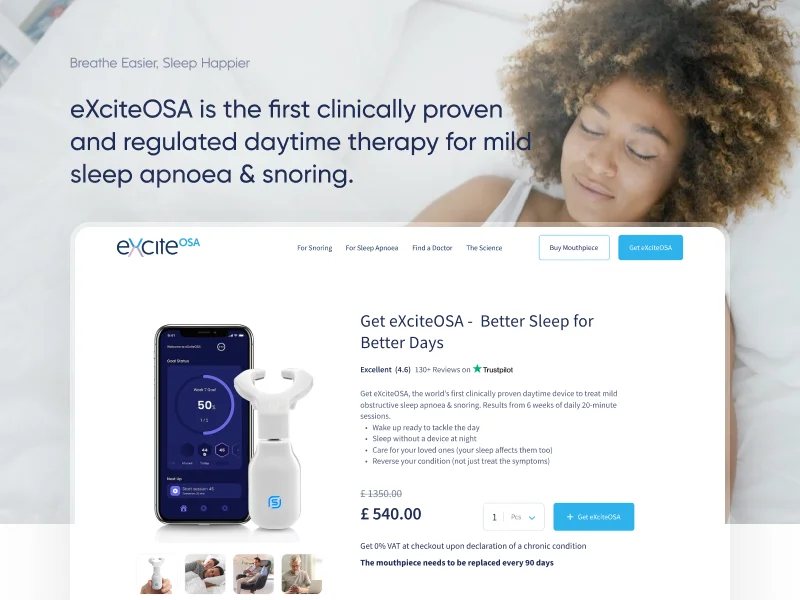 Breathe Easier, Sleep Happier
eXciteOSA is the first clinically proven
and regulated daytime therapy for mild
sleep apnoea & snoring.
eXciteOSA
For Snoring
For Sleep Apnoea
Find a Doctor
The Science
Buy Mouthpiece
Get eXciteOSA
9:41
Welcome to eXciteOSA
Goal Status
Week 7 Goal
50%
Today
Next Up
Start session 45
Get eXciteOSA - Better Sleep for
Better Days
Excellent (4.6) 130+ Reviews on Trustpilot
Get eXciteOSA, the world's first clinically proven daytime device to treat mild
obstructive sleep apnoea & snoring. Results from 6 weeks of daily 20-minute
sessions.
• Wake up ready to tackle the day
• Sleep without a device at night
• Care for your loved ones (your sleep affects them too)
• Reverse your condition (not just treat the symptoms)
£ 1350.00
£ 540.00
1 Pcs
+ Get eXciteOSA
Get 0% VAT at checkout upon declaration of a chronic condition
The mouthpiece needs to be replaced every 90 days